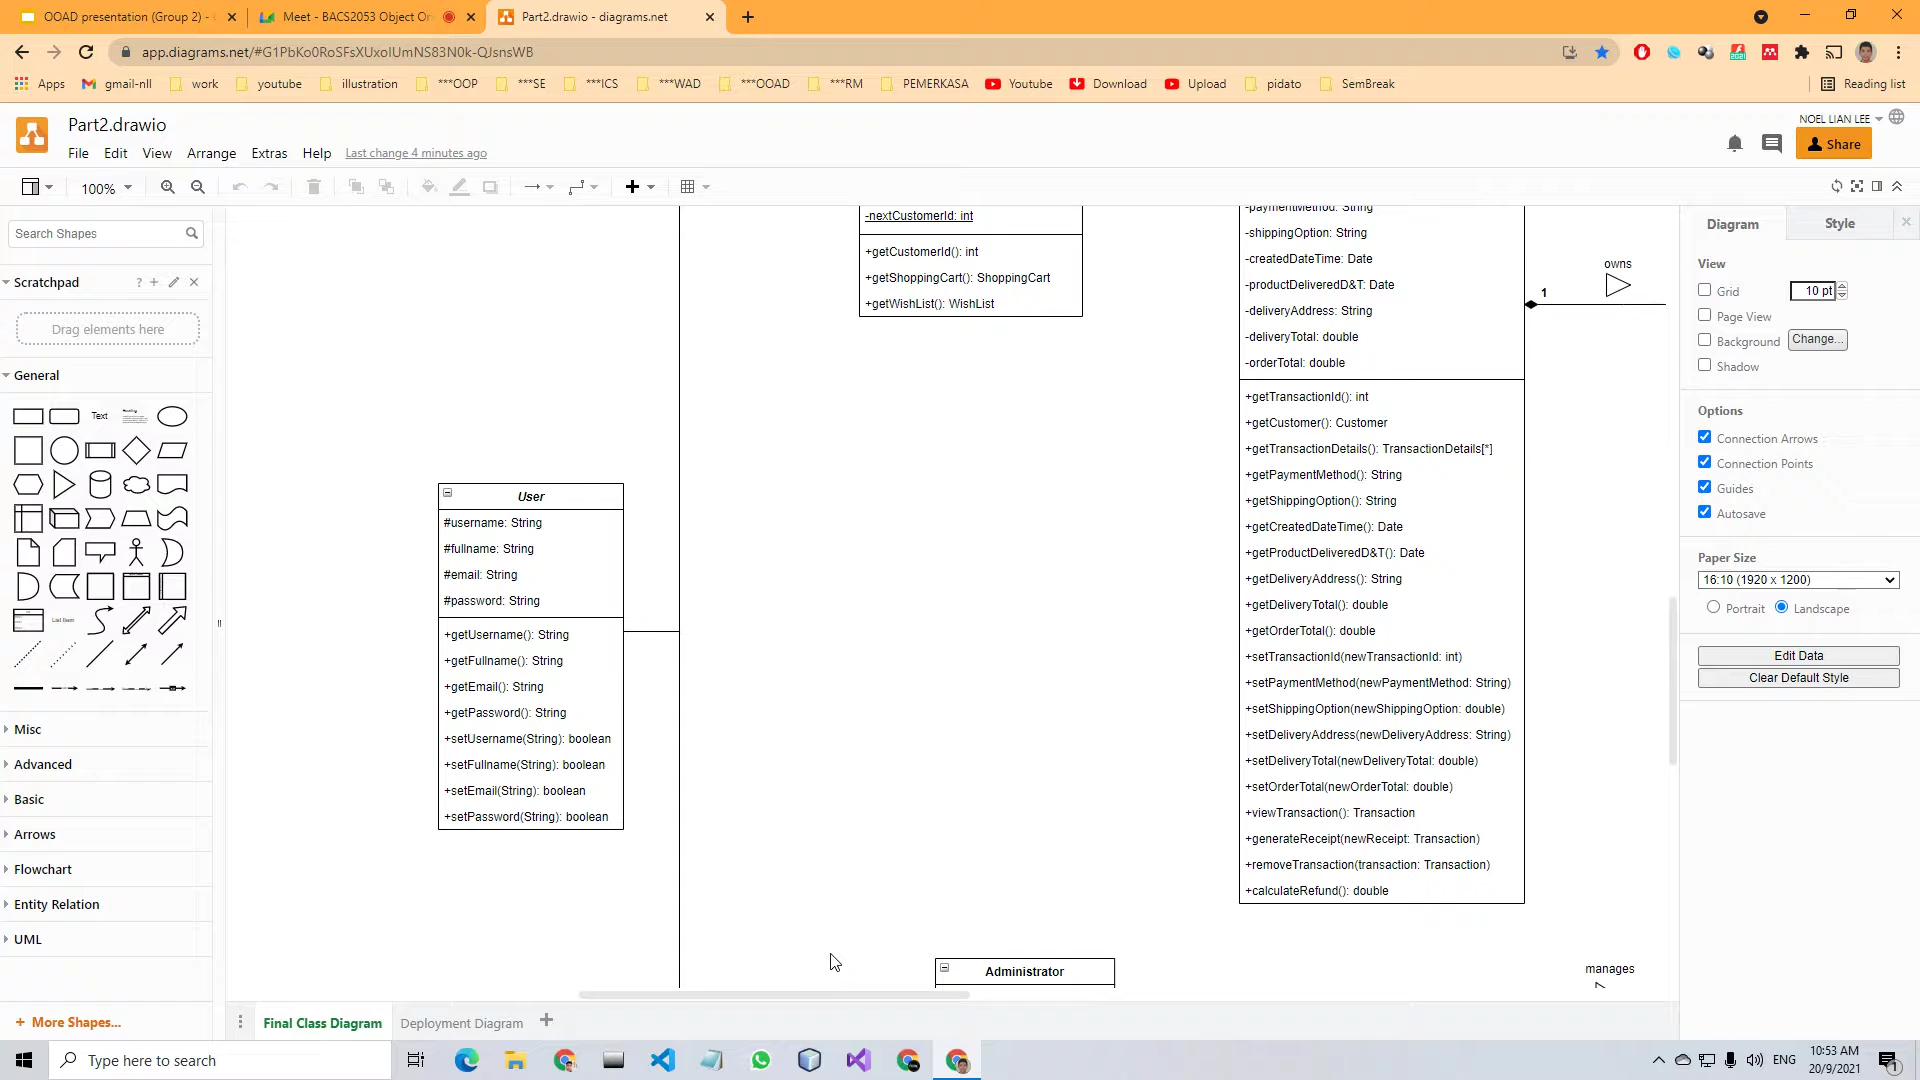 OOAD presentation (Group 2) -
Meet - BACS2053 Object Or
Part2.drawio - diagrams.net
app.diagrams.net/#G1PbKo0RoSFsXUxoIUmNS83N0k-QJsnsWB
Apps
gmail-nll
work
youtube
illustration
***OOP
***SE
***ICS
***WAD
***OOAD
***RM
PEMERKASA
Youtube
Download
Upload
pidato
SemBreak
Reading list
Part2.drawio
NOEL LIAN LEE
File Edit View Arrange Extras Help Last change 4 minutes ago
Share
100%
Search Shapes
Scratchpad
?
Drag elements here
General
Text
Heading
List Item
Misc
Advanced
Basic
Arrows
Flowchart
Entity Relation
UML
+ More Shapes...
-nextCustomerId: int
+getCustomerId(): int
+getShoppingCart(): ShoppingCart
+getWishList(): WishList
User
#username: String
#fullname: String
#email: String
#password: String
+getUsername(): String
+getFullname(): String
+getEmail(): String
+getPassword(): String
+setUsername(String): boolean
+setFullname(String): boolean
+setEmail(String): boolean
+setPassword(String): boolean
-paymentMethod: String
-shippingOption: String
-createdDateTime: Date
-productDeliveredD&T: Date
-deliveryAddress: String
-deliveryTotal: double
-orderTotal: double
+getTransactionId(): int
+getCustomer(): Customer
+getTransactionDetails(): TransactionDetails[*]
+getPaymentMethod(): String
+getShippingOption(): String
+getCreatedDateTime(): Date
+getProductDeliveredD&T(): Date
+getDeliveryAddress(): String
+getDeliveryTotal(): double
+getOrderTotal(): double
+setTransactionId(newTransactionId: int)
+setPaymentMethod(newPaymentMethod: String)
+setShippingOption(newShippingOption: double)
+setDeliveryAddress(newDeliveryAddress: String)
+setDeliveryTotal(newDeliveryTotal: double)
+setOrderTotal(newOrderTotal: double)
+viewTransaction(): Transaction
+generateReceipt(newReceipt: Transaction)
+removeTransaction(transaction: Transaction)
+calculateRefund(): double
owns
1
Administrator
manages
Diagram
Style
View
Grid
10 pt
Page View
Background
Change...
Shadow
Options
Connection Arrows
Connection Points
Guides
Autosave
Paper Size
16:10 (1920 x 1200)
Portrait
Landscape
Edit Data
Clear Default Style
Final Class Diagram
Deployment Diagram
Type here to search
ENG
10:53 AM
20/9/2021
1